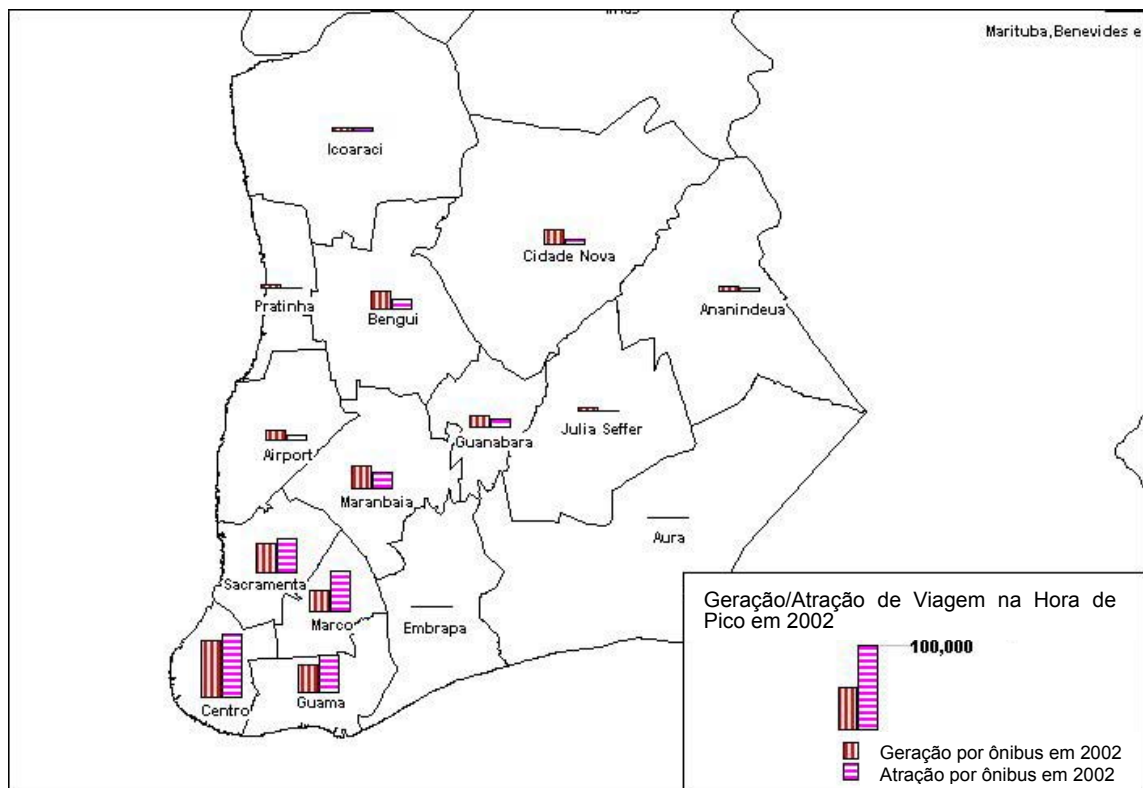 Marituba,Benevides e
Icoaraci
Cidade Nova
Pratinha
Bengui
Ananindeua
Guanabara
Julia Seffer
Airport
Maranbaia
Aura
Sacramenta
Marco
Embrapa
Centro
Guama
Geração/Atração de Viagem na Hora de
Pico em 2002
100,000
Geração por ônibus em 2002
Atração por ônibus em 2002